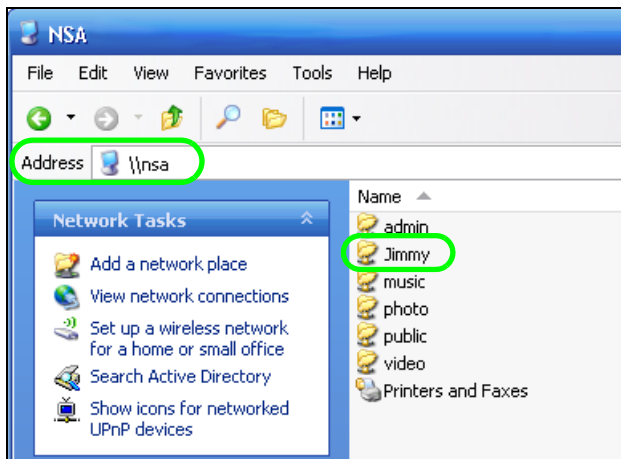 NSA
File Edit View Favorites Tools Help
Address \\nsa
Network Tasks
Add a network place
View network connections
Set up a wireless network
for a home or small office
Search Active Directory
Show icons for networked
UPnP devices
Name
admin
Jimmy
music
photo
public
video
Printers and Faxes